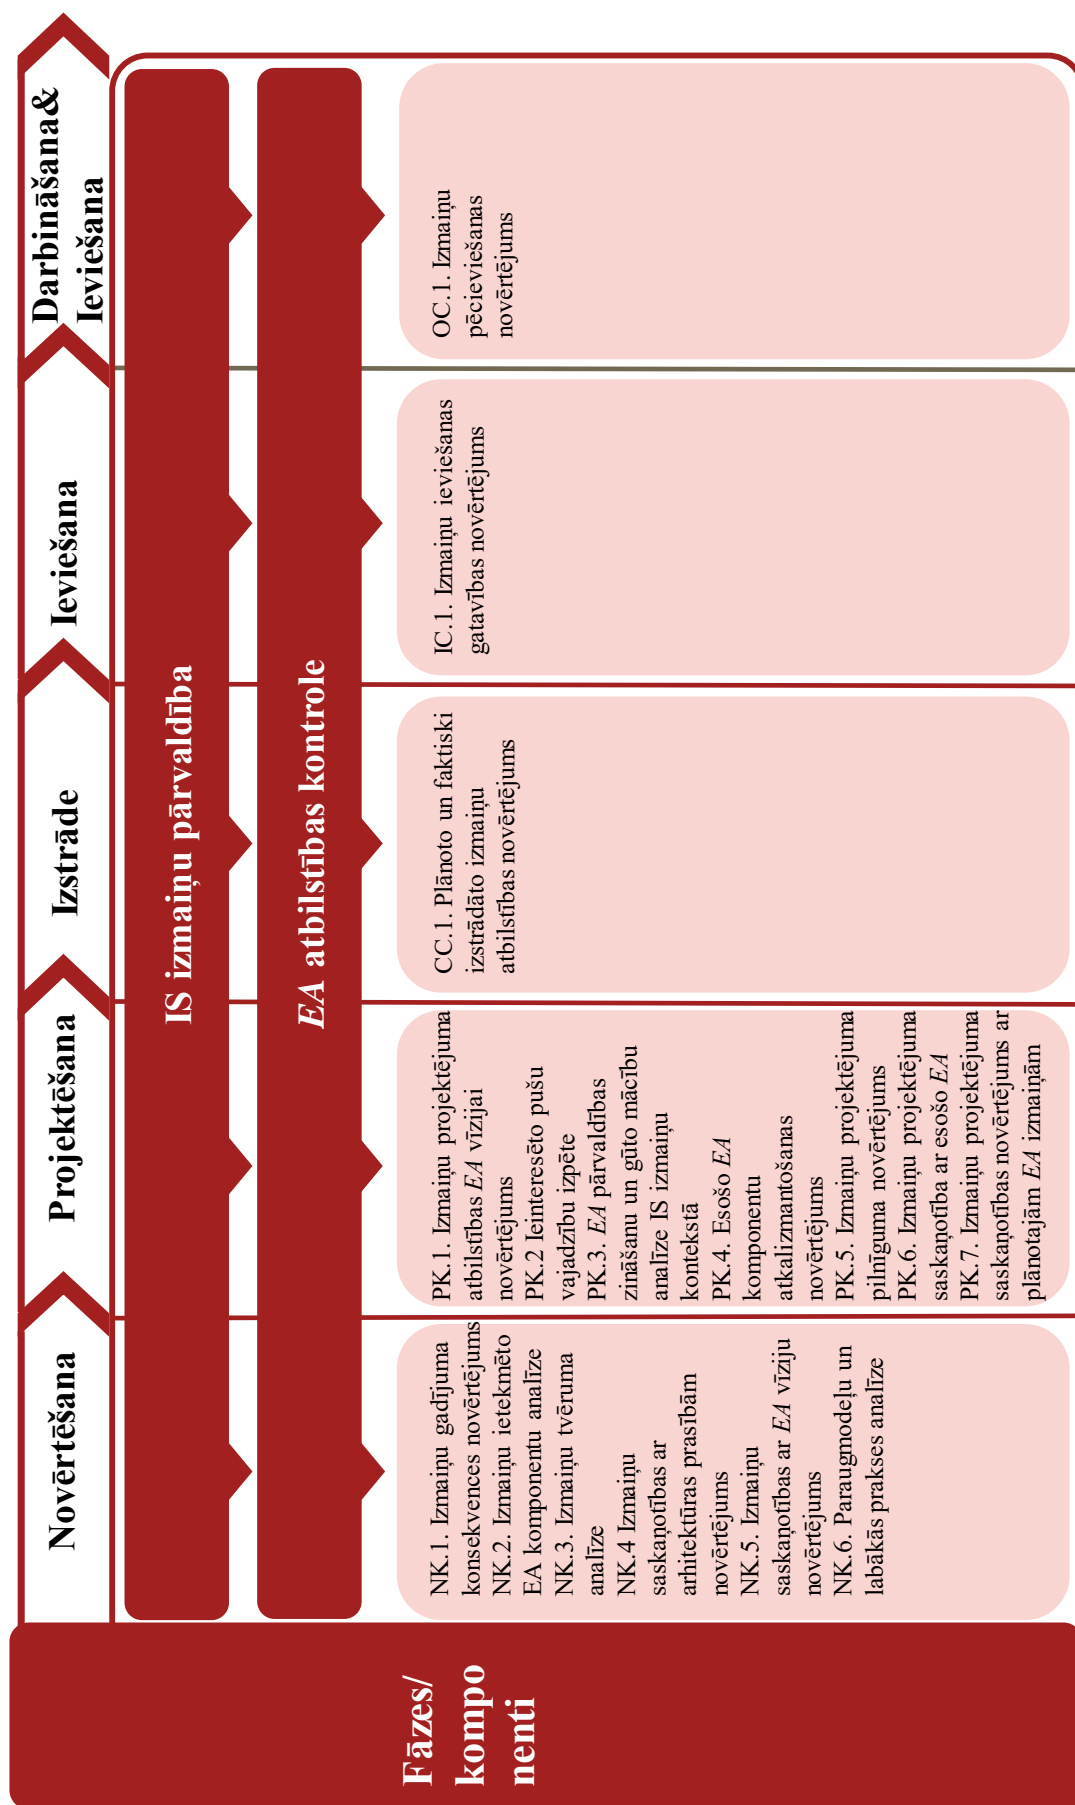 Fāzes/
kompo
nenti
Novērtēšana
Projektēšana
Izstrāde
Ieviešana
Darbināšana&
Ieviešana
IS izmaiņu pārvaldība
EA atbilstības kontrole
NK.1. Izmaiņu gadījuma
konsekvences novērtējums
NK.2. Izmaiņu ietekmēto
EA komponentu analīze
NK.3. Izmaiņu tvēruma
analīze
NK.4 Izmaiņu
saskaņotības ar
arhitektūras prasībām
novērtējums
NK.5. Izmaiņu
saskaņotības ar EA vīziju
novērtējums
NK.6. Paraugmodeļu un
labākās prakses analīze
PK.1. Izmaiņu projektējuma
atbilstības EA vīzijai
novērtējums
PK.2 Ieinteresēto pušu
vajadzību izpēte
PK.3. EA pārvaldības
zināšanu un gūto mācību
analīze IS izmaiņu
kontekstā
PK.4. Esošo EA
komponentu
atkalizmantošanas
novērtējums
PK.5. Izmaiņu projektējuma
pilnīguma novērtējums
PK.6. Izmaiņu projektējuma
saskaņotība ar esošo EA
PK.7. Izmaiņu projektējuma
saskaņotības novērtējums ar
plānotajām EA izmaiņām
CC.1. Plānoto un faktiski
izstrādāto izmaiņu
atbilstības novērtējums
IC.1. Izmaiņu ieviešanas
gatavības novērtējums
OC.1. Izmaiņu
pēcieviešanas
novērtējums